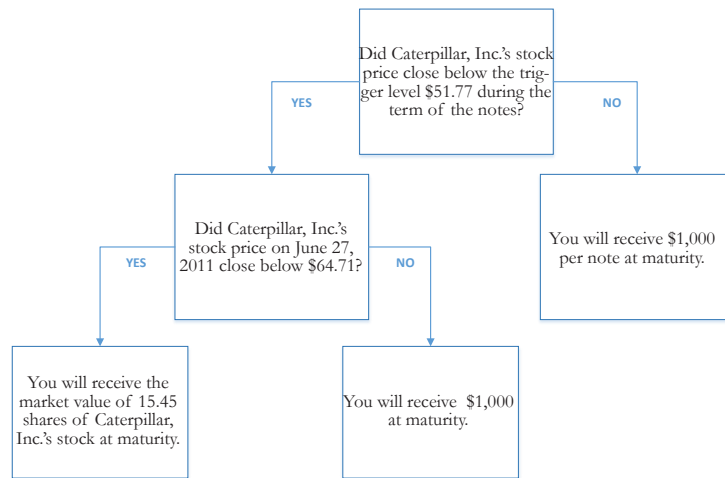 Did Caterpillar, Inc.'s stock
price close below the trig-
ger level $51.77 during the
term of the notes?
YES
NO
Did Caterpillar, Inc.'s
stock price on June 27,
2011 close below $64.71?
You will receive $1,000
per note at maturity.
YES
NO
You will receive the
market value of 15.45
shares of Caterpillar,
Inc.'s stock at maturity.
You will receive $1,000
at maturity.